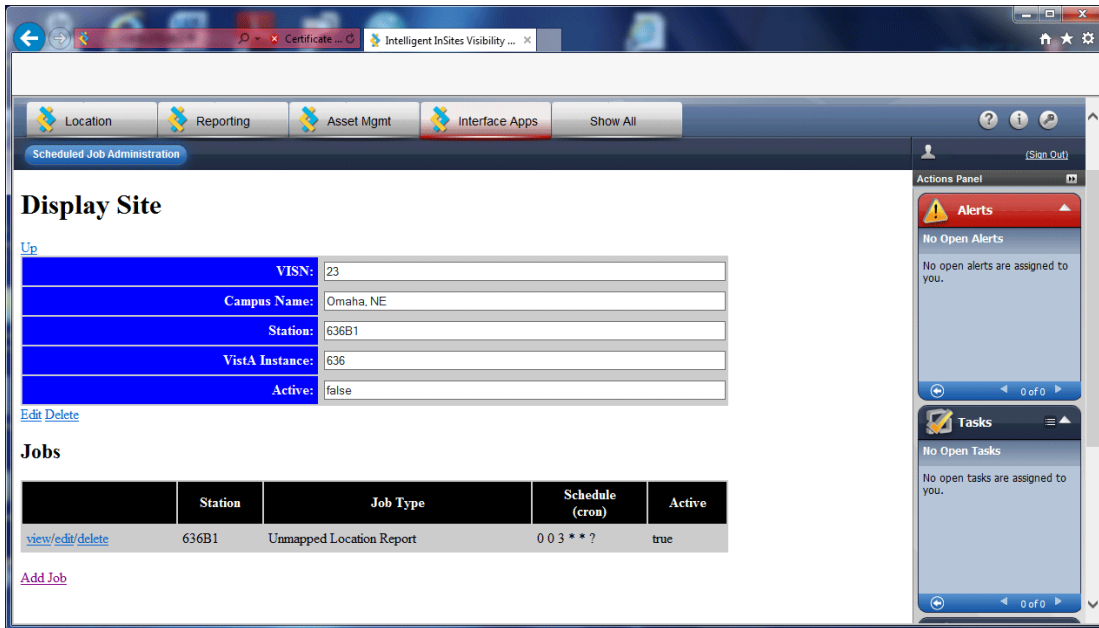 Certificate ... Intelligent InSites Visibility ...
Location Reporting Asset Mgmt Interface Apps Show All
Scheduled Job Administration
(Sign Out)
Actions Panel
Display Site
Up
VISN: 23
Campus Name: Omaha, NE
Station: 636B1
VistA Instance: 636
Active: false
Edit Delete
Jobs
Station Job Type Schedule (cron) Active
view/edit/delete 636B1 Unmapped Location Report 0 0 3 * * ? true
Add Job
Alerts
No Open Alerts
No open alerts are assigned to
you.
0 of 0
Tasks
No Open Tasks
No open tasks are assigned to
you.
0 of 0